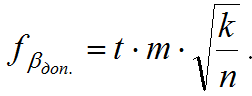 f_{β_{доп.}} = t · m · √(k/n) .